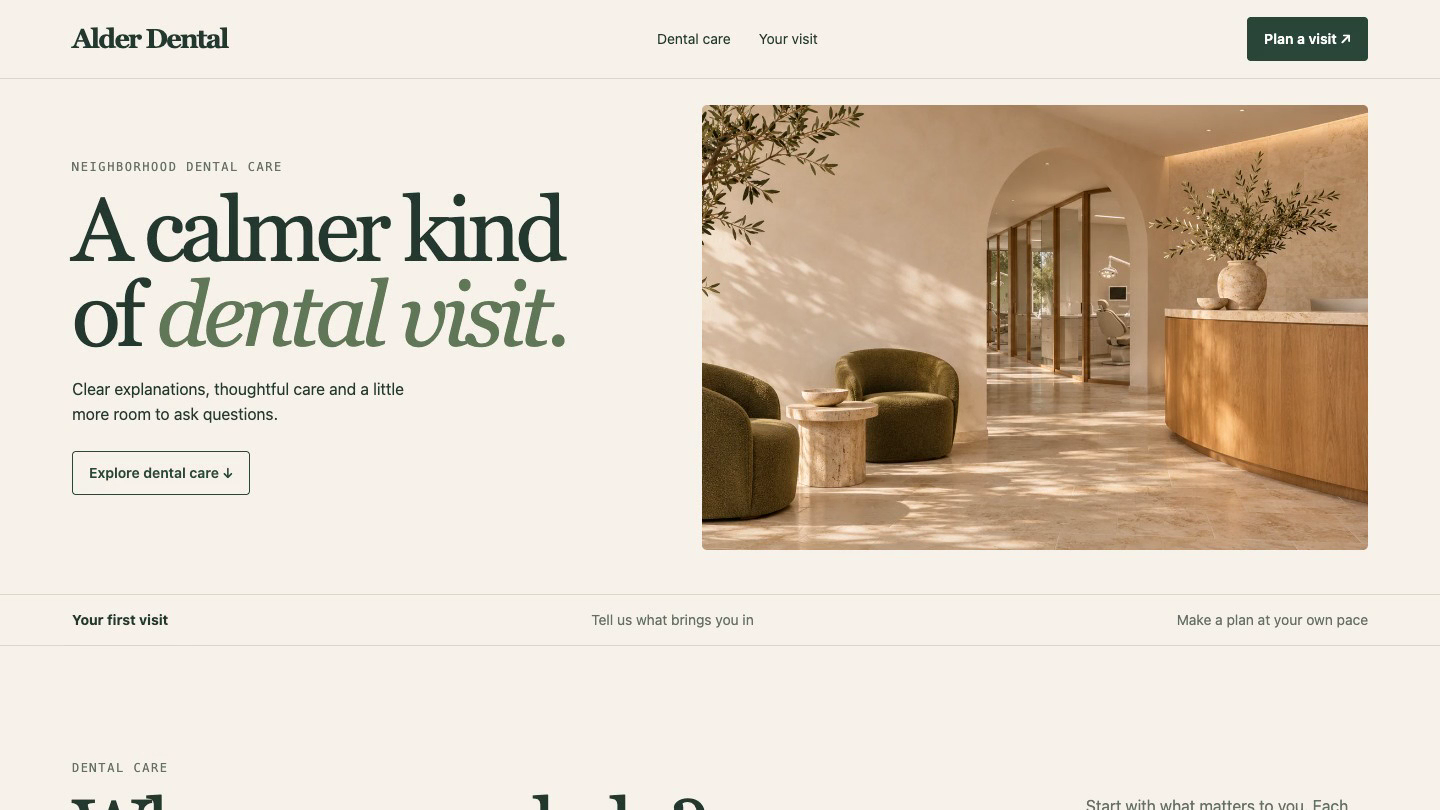 Alder Dental
Dental care
Your visit
Plan a visit ↗
NEIGHBORHOOD DENTAL CARE
A calmer kind
of dental visit.
Clear explanations, thoughtful care and a little
more room to ask questions.
Explore dental care ↓
Your first visit
Tell us what brings you in
Make a plan at your own pace
DENTAL CARE
Start with what matters to you. Each